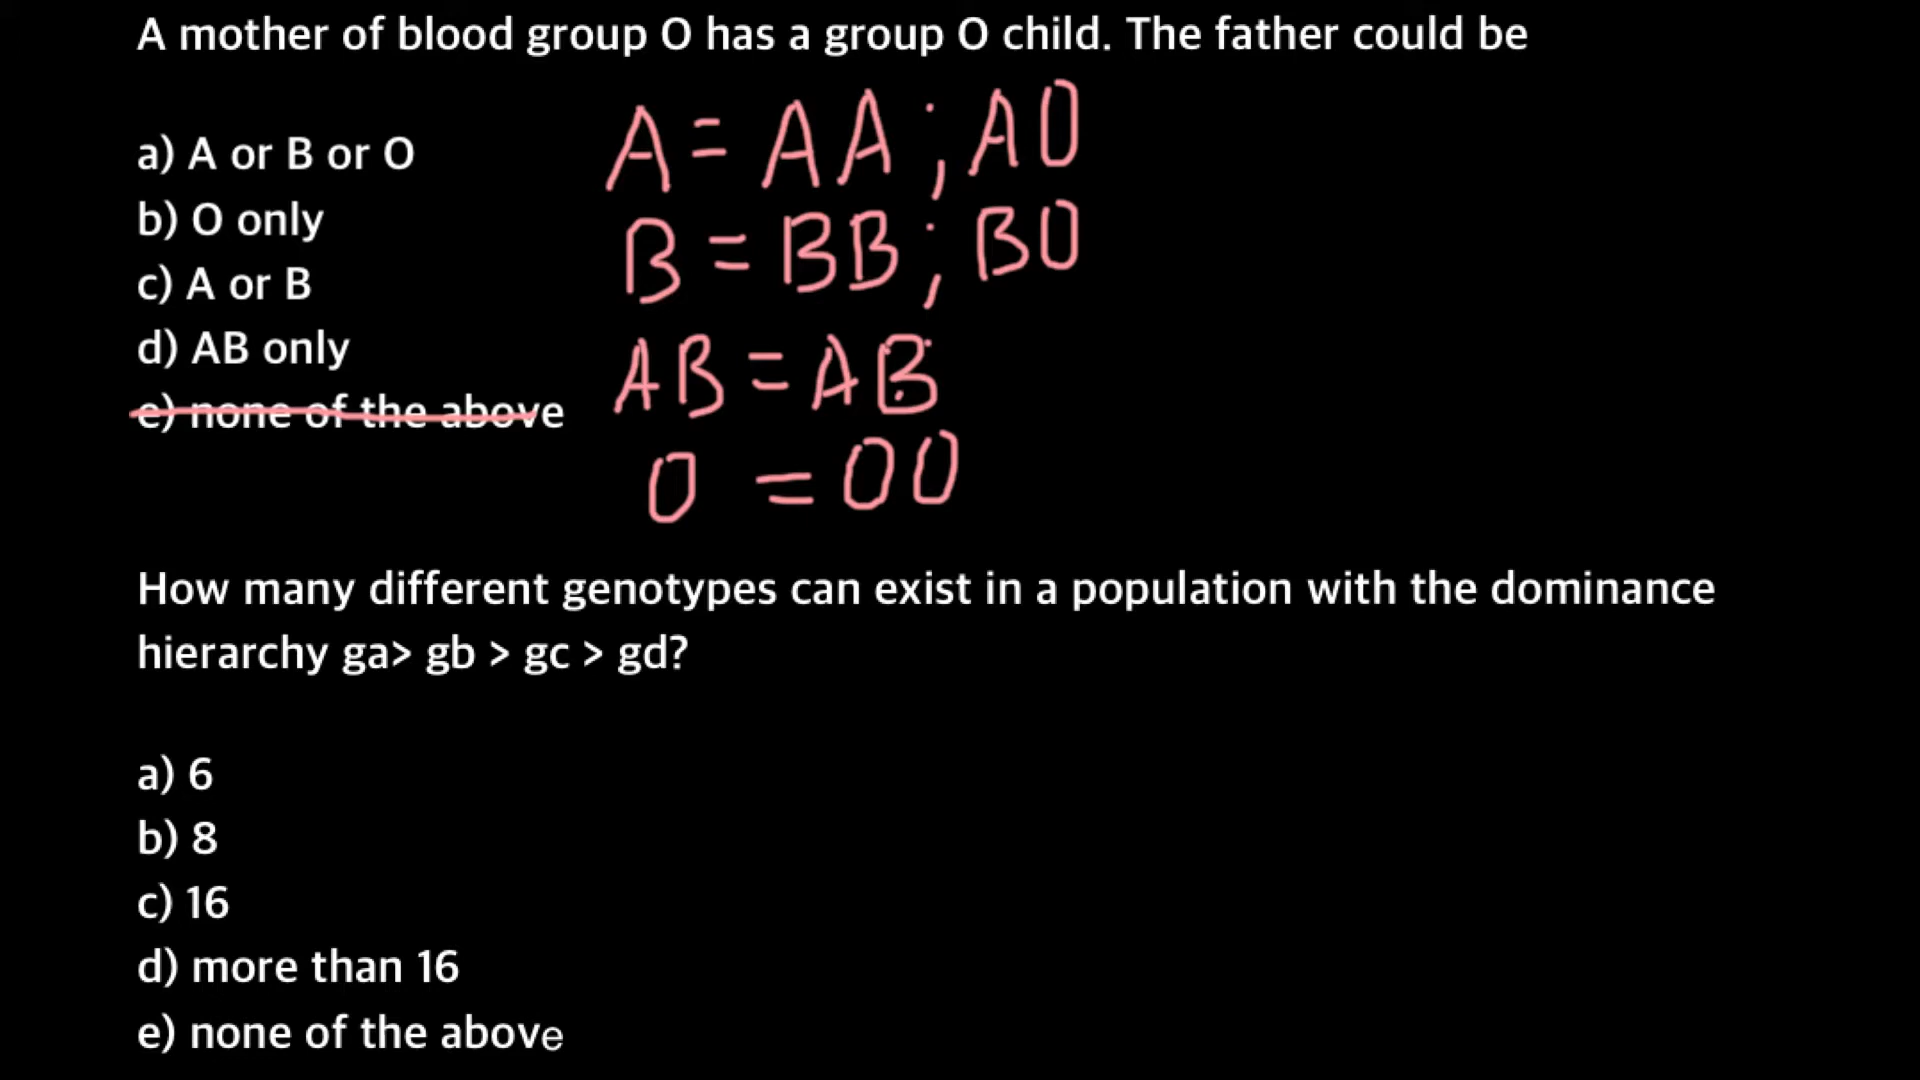 A mother of blood group O has a group O child. The father could be
a) A or B or O
b) O only
c) A or B
d) AB only
e) none of the above
A = AA ; AO
B = BB ; BO
AB = AB
O = OO
How many different genotypes can exist in a population with the dominance
hierarchy ga> gb > gc > gd?
a) 6
b) 8
c) 16
d) more than 16
e) none of the above